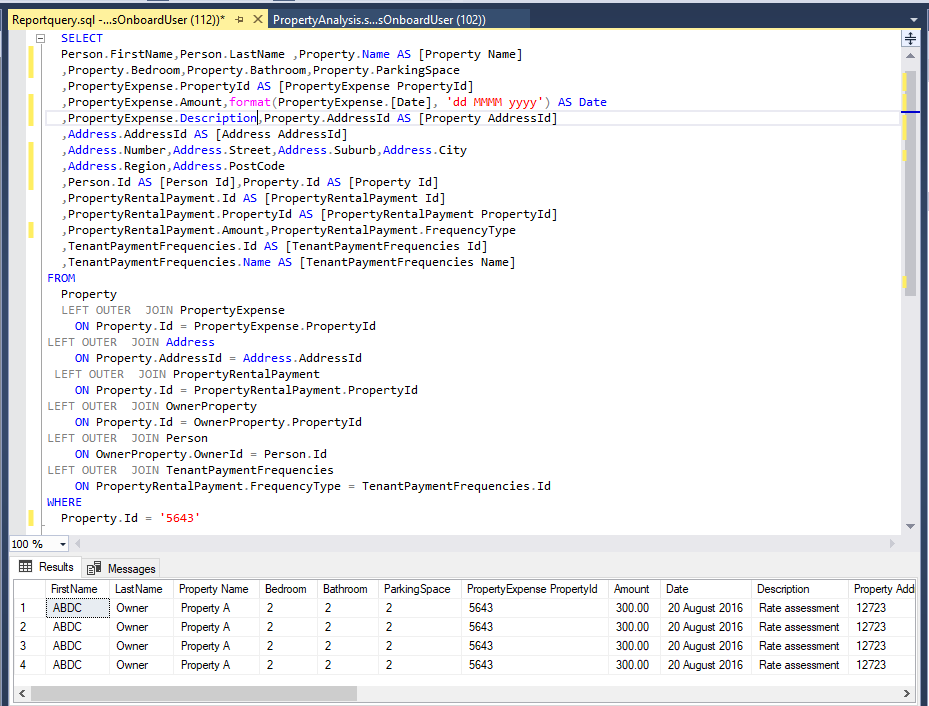 Reportquery.sql -...sOnboardUser (112))* PropertyAnalysis.s...sOnboardUser (102))
SELECT
Person.FirstName,Person.LastName ,Property.Name AS [Property Name]
,Property.Bedroom,Property.Bathroom,Property.ParkingSpace
,PropertyExpense.PropertyId AS [PropertyExpense PropertyId]
,PropertyExpense.Amount,format(PropertyExpense.[Date], 'dd MMMM yyyy') AS Date
,PropertyExpense.Description,Property.AddressId AS [Property AddressId]
,Address.AddressId AS [Address AddressId]
,Address.Number,Address.Street,Address.Suburb,Address.City
,Address.Region,Address.PostCode
,Person.Id AS [Person Id],Property.Id AS [Property Id]
,PropertyRentalPayment.Id AS [PropertyRentalPayment Id]
,PropertyRentalPayment.PropertyId AS [PropertyRentalPayment PropertyId]
,PropertyRentalPayment.Amount,PropertyRentalPayment.FrequencyType
,TenantPaymentFrequencies.Id AS [TenantPaymentFrequencies Id]
,TenantPaymentFrequencies.Name AS [TenantPaymentFrequencies Name]
FROM
Property
LEFT OUTER JOIN PropertyExpense
ON Property.Id = PropertyExpense.PropertyId
LEFT OUTER JOIN Address
ON Property.AddressId = Address.AddressId
LEFT OUTER JOIN PropertyRentalPayment
ON Property.Id = PropertyRentalPayment.PropertyId
LEFT OUTER JOIN OwnerProperty
ON Property.Id = OwnerProperty.PropertyId
LEFT OUTER JOIN Person
ON OwnerProperty.OwnerId = Person.Id
LEFT OUTER JOIN TenantPaymentFrequencies
ON PropertyRentalPayment.FrequencyType = TenantPaymentFrequencies.Id
WHERE
Property.Id = '5643'
100 %
Results Messages
FirstName LastName Property Name Bedroom Bathroom ParkingSpace PropertyExpense PropertyId Amount Date Description Property Addl
1 ABDC Owner Property A 2 2 2 5643 300.00 20 August 2016 Rate assessment 12723
2 ABDC Owner Property A 2 2 2 5643 300.00 20 August 2016 Rate assessment 12723
3 ABDC Owner Property A 2 2 2 5643 300.00 20 August 2016 Rate assessment 12723
4 ABDC Owner Property A 2 2 2 5643 300.00 20 August 2016 Rate assessment 12723